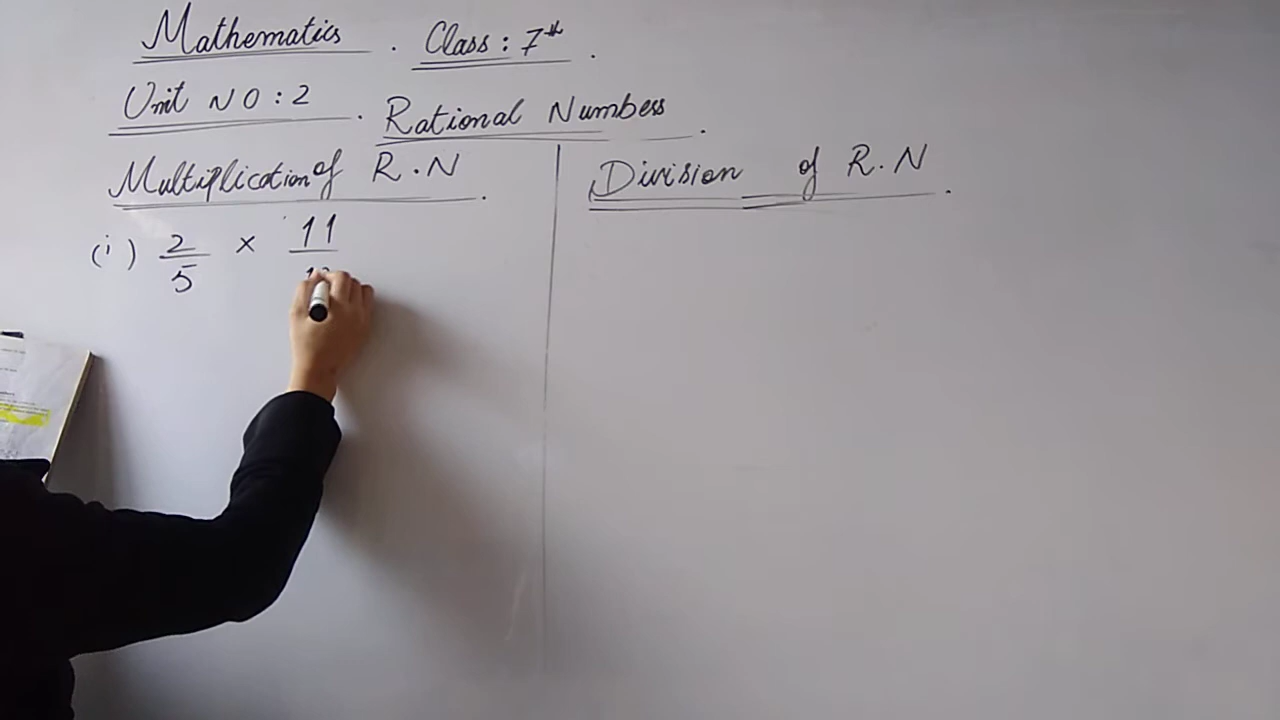 Mathematics . Class : 7th .
Unit NO : 2 . Rational Numbers .
Multiplication of R.N .
Division of R.N .
(i) 2/5 × 11/